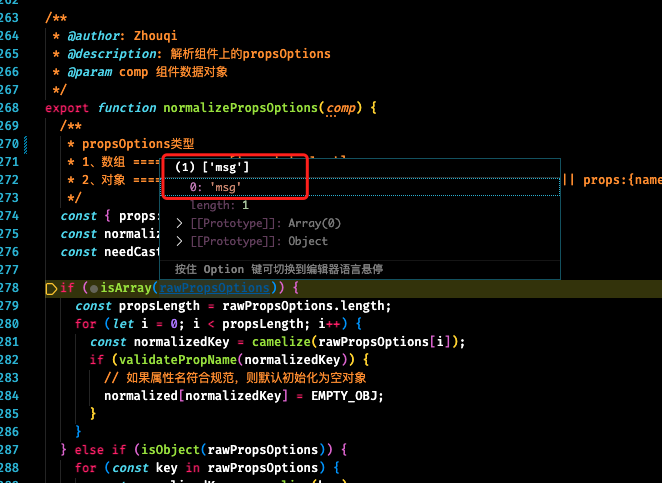 263 /**
264 * @author: Zhouqi
265 * @description: 解析组件上的propsOptions
266 * @param comp 组件数据对象
267 */
268 export function normalizePropsOptions(comp) {
269 /**
270 * propsOptions类型
271 * 1、数组 ====
272 * 2、对象 ==== || props:{name
273 */
274 const { props:
275 const normaliz
276 const needCast
277
(1) ['msg']
0: 'msg'
length: 1
[[Prototype]]: Array(0)
[[Prototype]]: Object
按住 Option 键可切换到编辑器语言悬停
278 if (isArray(rawPropsOptions)) {
279 const propsLength = rawPropsOptions.length;
280 for (let i = 0; i < propsLength; i++) {
281 const normalizedKey = camelize(rawPropsOptions[i]);
282 if (validatePropName(normalizedKey)) {
283 // 如果属性名符合规范，则默认初始化为空对象
284 normalized[normalizedKey] = EMPTY_OBJ;
285 }
286 }
287 } else if (isObject(rawPropsOptions)) {
288 for (const key in rawPropsOptions) {